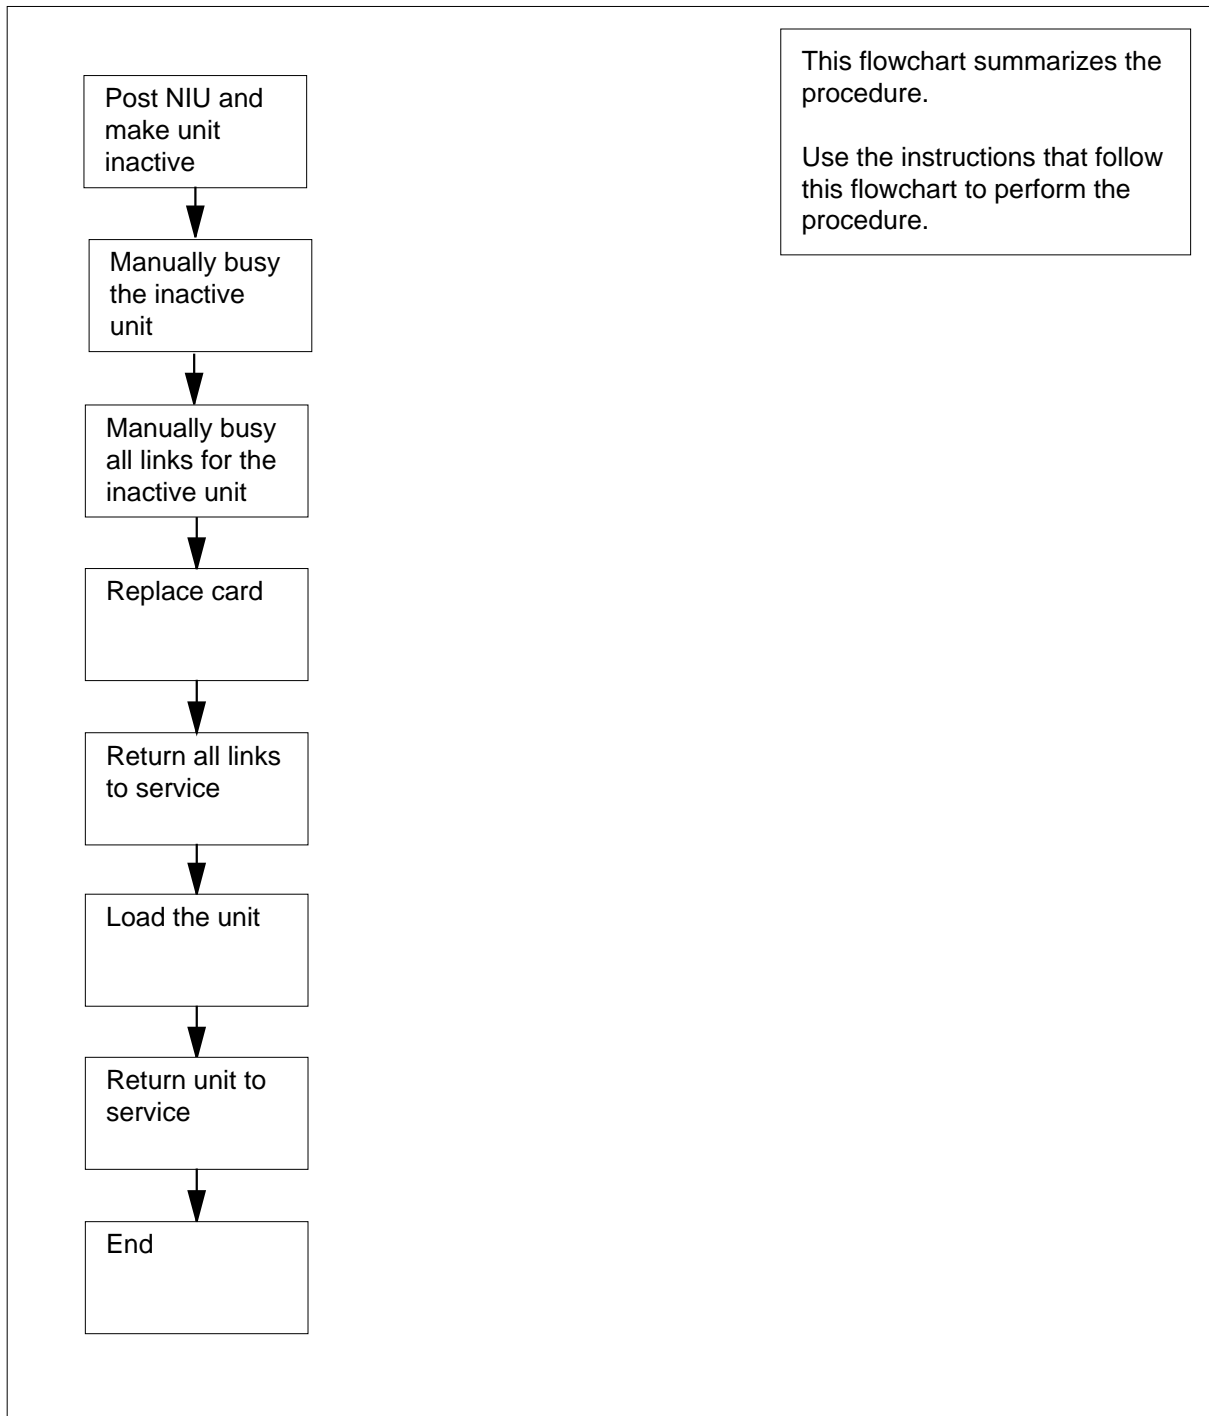 This flowchart summarizes the
procedure.
Use the instructions that follow
this flowchart to perform the
procedure.
Post NIU and
make unit
inactive
Manually busy
the inactive
unit
Manually busy
all links for the
inactive unit
Replace card
Return all links
to service
Load the unit
Return unit to
service
End